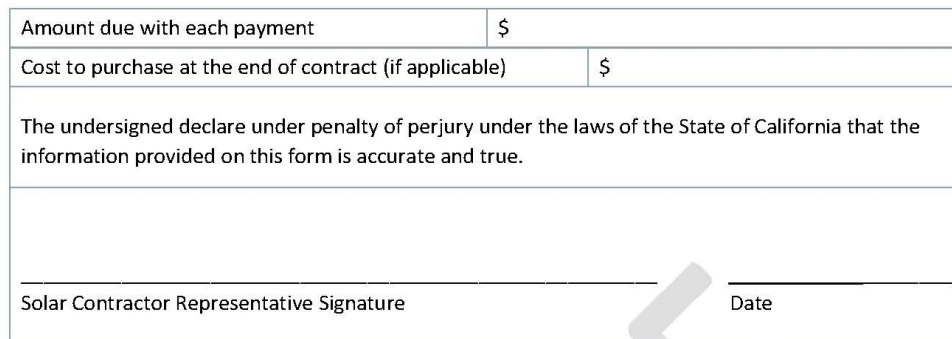 Amount due with each payment $
Cost to purchase at the end of contract (if applicable) $
The undersigned declare under penalty of perjury under the laws of the State of California that the
information provided on this form is accurate and true.
Solar Contractor Representative Signature Date